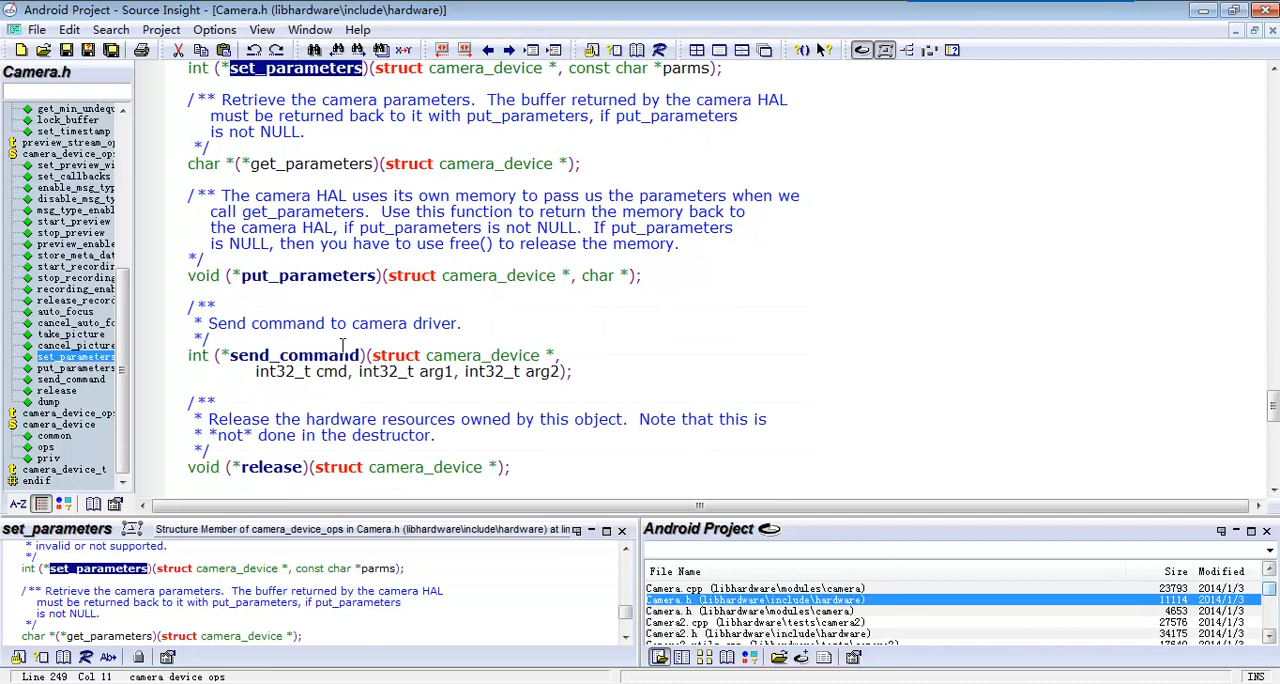 Android Project - Source Insight - [Camera.h (libhardware\include\hardware)]
File Edit Search Project Options View Window Help
Camera.h
get_min_undequ
lock_buffer
set_timestamp
preview_stream_op
camera_device_op
set_preview_wi
set_callbacks
enable_msg_typ
disable_msg_ty
msg_type_enabl
start_preview
stop_preview
preview_enable
store_meta_dat
start_recordin
stop_recording
recording_enab
release_record
auto_focus
cancel_auto_fo
take_picture
cancel_picture
set_parameters
put_parameters
send_command
release
dump
camera_device_op
camera_device
common
ops
priv
camera_device_t
endif
A-Z
int (*set_parameters)(struct camera_device *, const char *parms);
/** Retrieve the camera parameters.  The buffer returned by the camera HAL
must be returned back to it with put_parameters, if put_parameters
is not NULL.
*/
char *(*get_parameters)(struct camera_device *);
/** The camera HAL uses its own memory to pass us the parameters when we
call get_parameters.  Use this function to return the memory back to
the camera HAL, if put_parameters is not NULL.  If put_parameters
is NULL, then you have to use free() to release the memory.
*/
void (*put_parameters)(struct camera_device *, char *);
/**
* Send command to camera driver.
*/
int (*send_command)(struct camera_device *,
int32_t cmd, int32_t arg1, int32_t arg2);
/**
* Release the hardware resources owned by this object.  Note that this is
* *not* done in the destructor.
*/
void (*release)(struct camera_device *);
set_parameters Structure Member of camera_device_ops in Camera.h (libhardware\include\hardware) at lin
* invalid or not supported.
*/
int (*set_parameters)(struct camera_device *, const char *parms);
/** Retrieve the camera parameters.  The buffer returned by the camera HAL
must be returned back to it with put_parameters, if put_parameters
is not NULL.
*/
char *(*get_parameters)(struct camera_device *);
Android Project
File Name Size Modified
Camera.cpp (libhardware\modules\camera) 23793 2014/1/3
Camera.h (libhardware\include\hardware) 11114 2014/1/3
Camera.h (libhardware\modules\camera) 4653 2014/1/3
Camera2.cpp (libhardware\tests\camera2) 27576 2014/1/3
Camera2.h (libhardware\include\hardware) 34175 2014/1/3
Line 249 Col 11 camera_device_ops INS